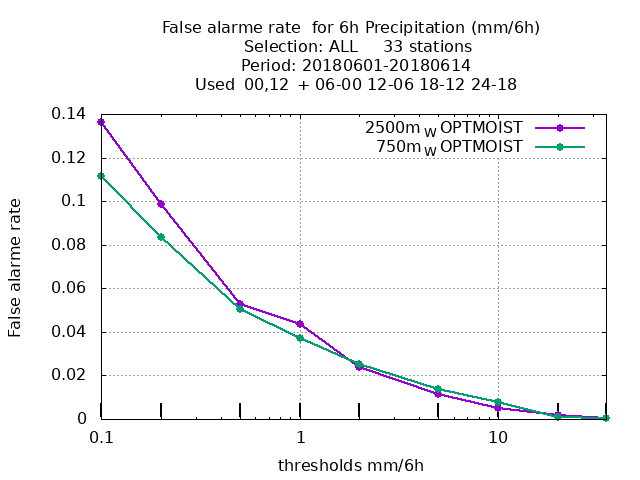 False alarme rate  for 6h Precipitation (mm/6h)
Selection: ALL     33 stations
Period: 20180601-20180614
Used  00,12  + 06-00 12-06 18-12 24-18
2500m W OPTMOIST
750m W OPTMOIST
False alarme rate
0.14
0.12
0.1
0.08
0.06
0.04
0.02
0
0.1 1 10
thresholds mm/6h